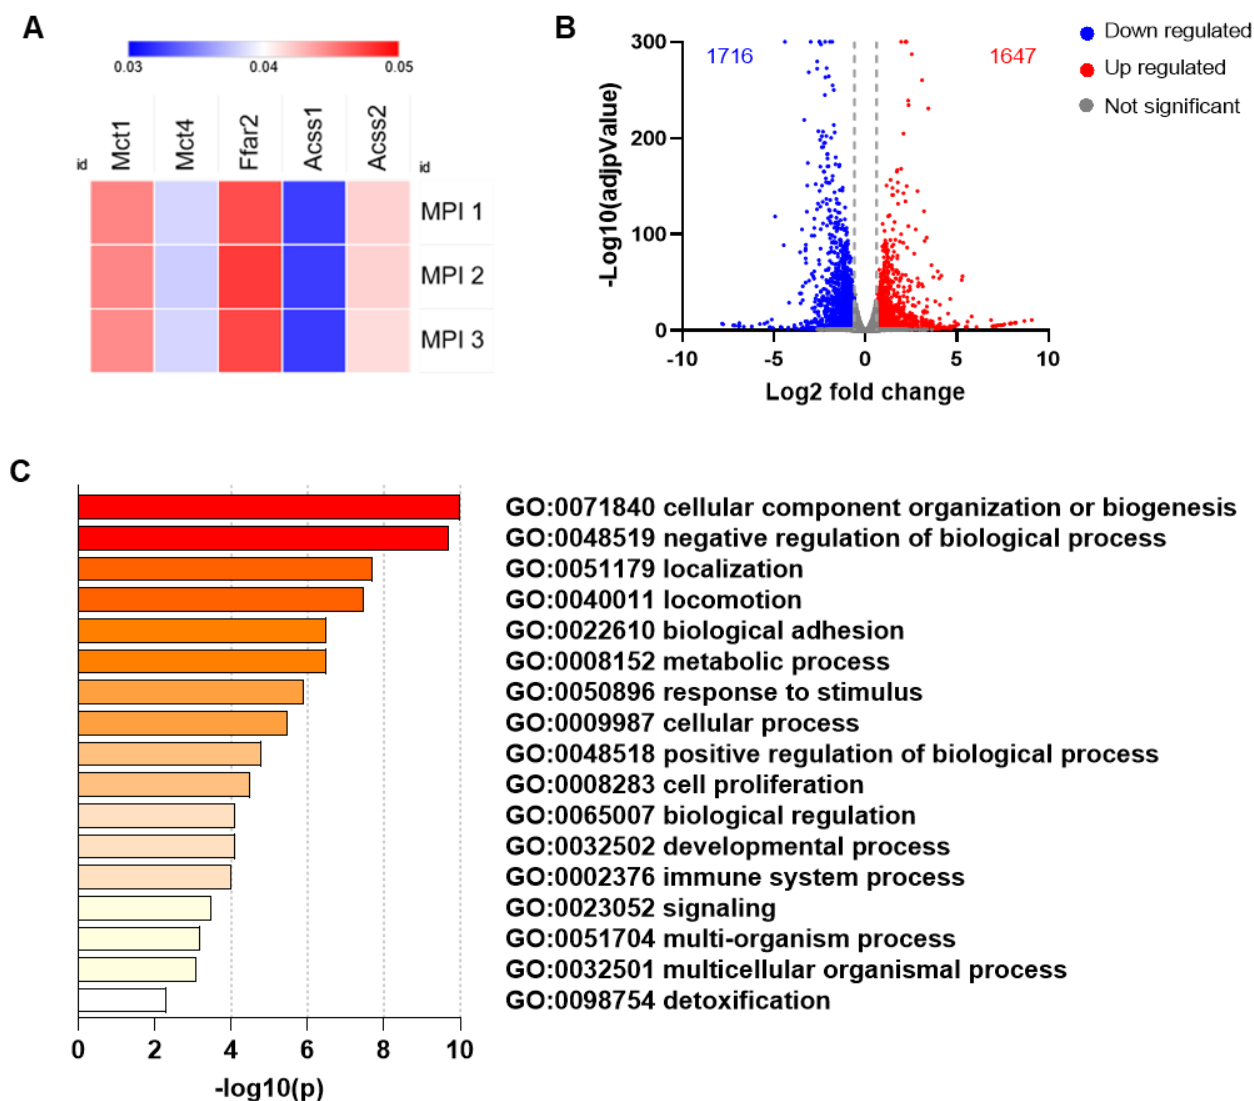 A
0.03 0.04 0.05
id Mct1 Mct4 Ffar2 Acss1 Acss2 id
MPI 1
MPI 2
MPI 3
B
Down regulated
Up regulated
Not significant
1716 1647
300
200
100
0
-Log10(adjpValue)
-10 -5 0 5 10
Log2 fold change
C
GO:0071840 cellular component organization or biogenesis
GO:0048519 negative regulation of biological process
GO:0051179 localization
GO:0040011 locomotion
GO:0022610 biological adhesion
GO:0008152 metabolic process
GO:0050896 response to stimulus
GO:0009987 cellular process
GO:0048518 positive regulation of biological process
GO:0008283 cell proliferation
GO:0065007 biological regulation
GO:0032502 developmental process
GO:0002376 immune system process
GO:0023052 signaling
GO:0051704 multi-organism process
GO:0032501 multicellular organismal process
GO:0098754 detoxification
0 2 4 6 8 10
-log10(p)